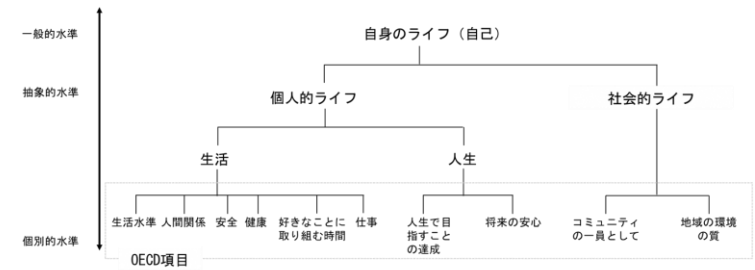 一般的水準
自身のライフ（自己）
抽象的水準
個人的ライフ
社会的ライフ
生活
人生
生活水準
人間関係
安全
健康
好きなことに
取り組む時間
仕事
人生で目
指すこと
の達成
将来の安心
コミュニティ
の一員として
地域の環境
の質
個別的水準
OECD項目